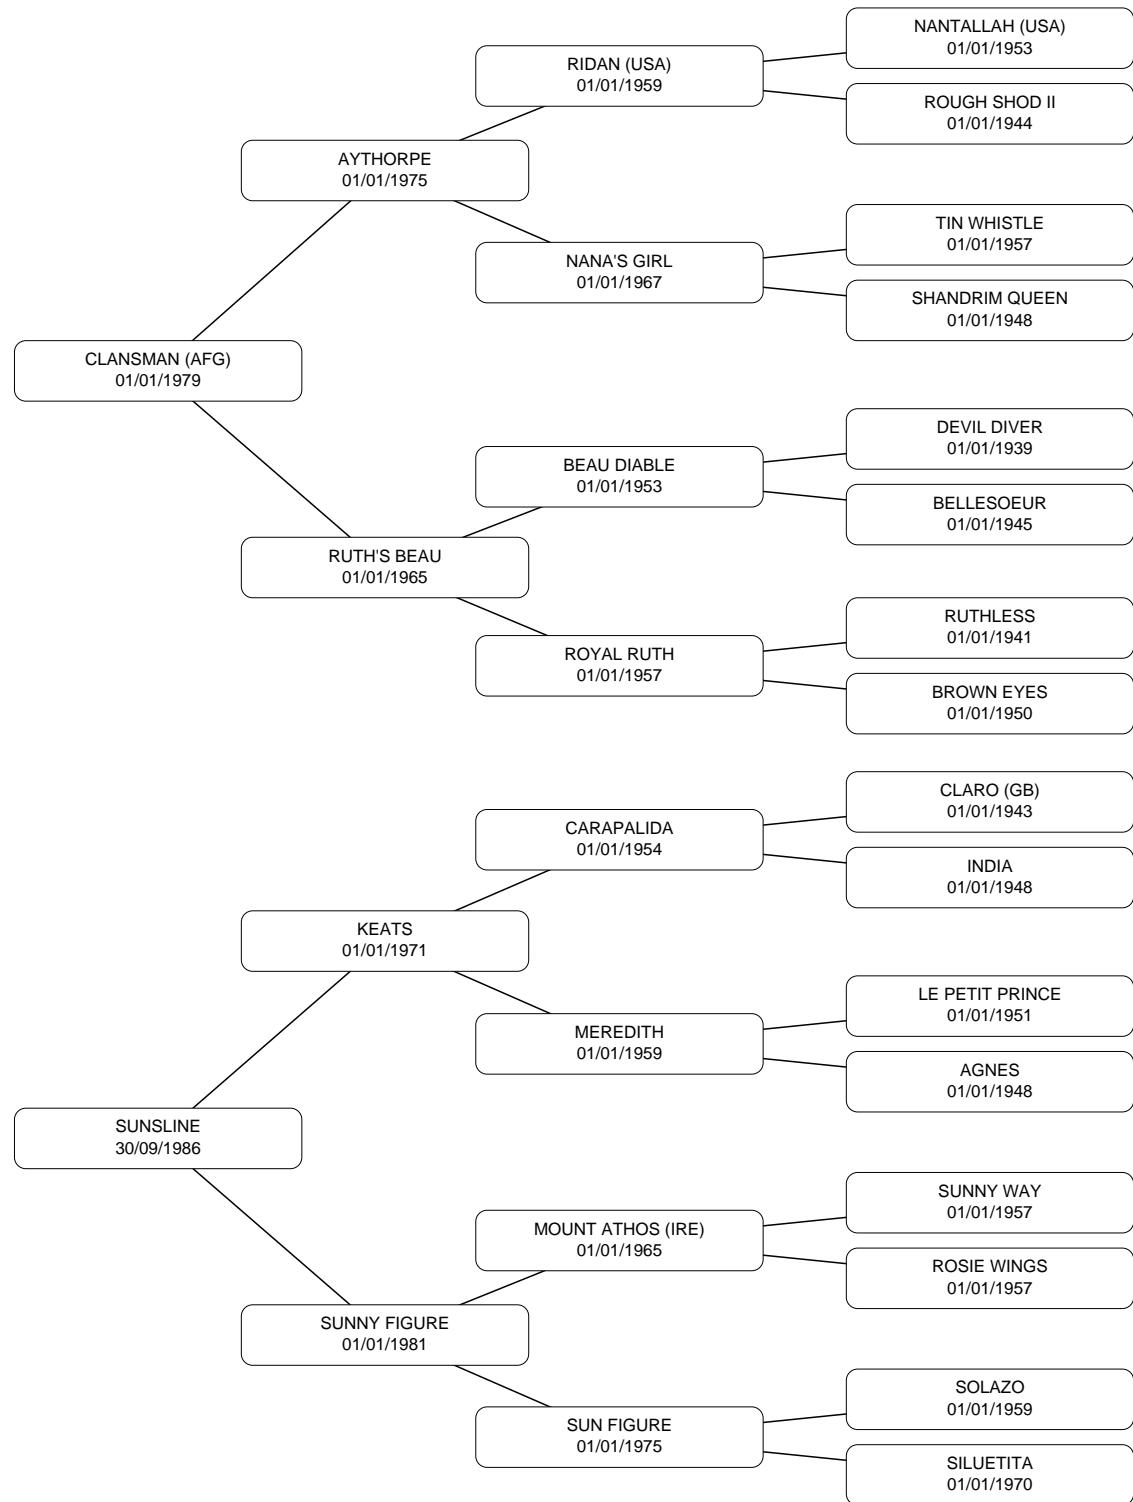 NANTALLAH (USA)
01/01/1953
RIDAN (USA)
01/01/1959
ROUGH SHOD II
01/01/1944
AYTHORPE
01/01/1975
TIN WHISTLE
01/01/1957
NANA'S GIRL
01/01/1967
SHANDRIM QUEEN
01/01/1948
CLANSMAN (AFG)
01/01/1979
DEVIL DIVER
01/01/1939
BEAU DIABLE
01/01/1953
BELLESOEUR
01/01/1945
RUTH'S BEAU
01/01/1965
RUTHLESS
01/01/1941
ROYAL RUTH
01/01/1957
BROWN EYES
01/01/1950
CLARO (GB)
01/01/1943
CARAPALIDA
01/01/1954
INDIA
01/01/1948
KEATS
01/01/1971
LE PETIT PRINCE
01/01/1951
MEREDITH
01/01/1959
AGNES
01/01/1948
SUNSLINE
30/09/1986
SUNNY WAY
01/01/1957
MOUNT ATHOS (IRE)
01/01/1965
ROSIE WINGS
01/01/1957
SUNNY FIGURE
01/01/1981
SOLAZO
01/01/1959
SUN FIGURE
01/01/1975
SILUETITA
01/01/1970